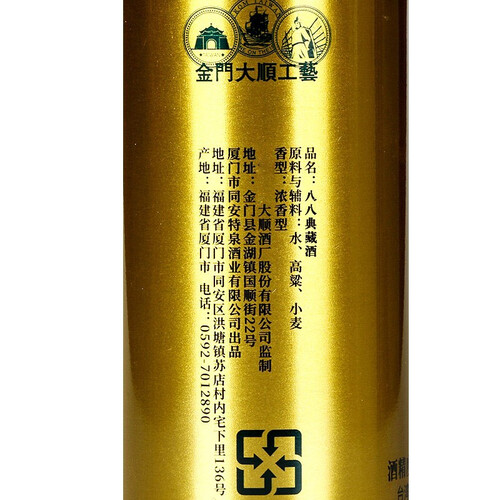 金門大順工藝
品名：八八典藏酒
原料与辅料：水、高粱、小麦
香型：浓香型
大顺酒厂股份有限公司监制
地址：金门县金湖镇国顺街22号
厦门市同安特泉酒业有限公司出品
地址：福建省厦门市同安区洪塘镇苏店村内宅下里136号
产地：福建省厦门市 电话：0592-7012890
酒精